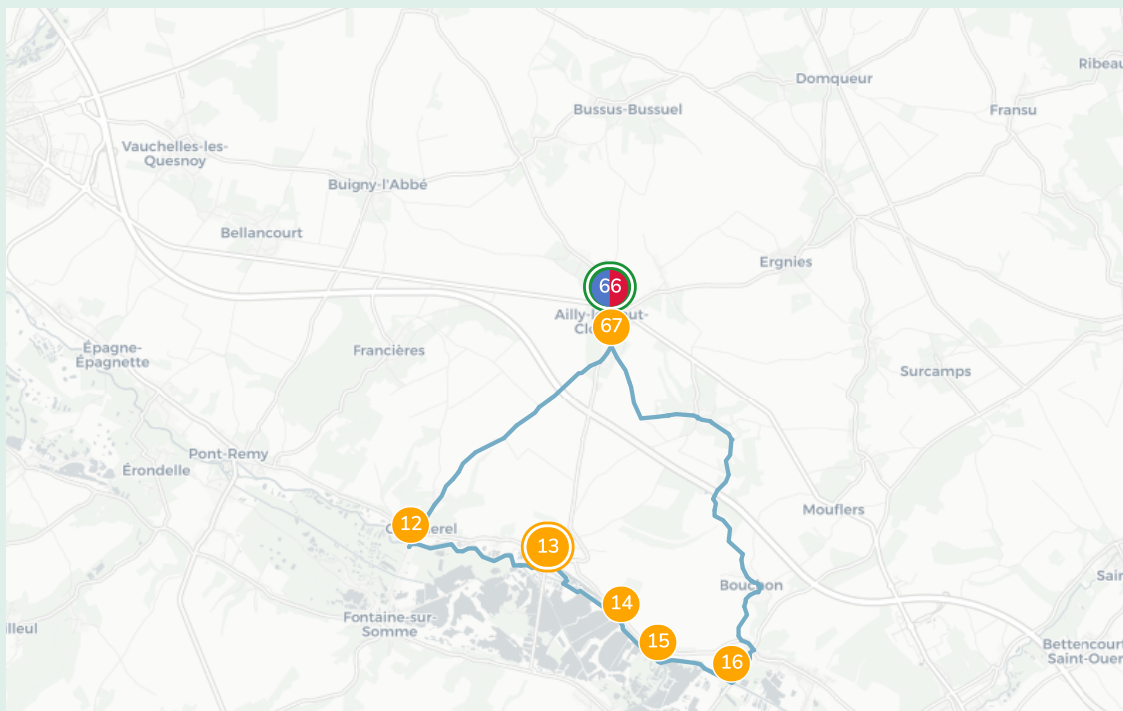 Domqueur
Ribeau
Bussus-Bussuel
Fransu
Vauchelles-les-
Quesnoy
Buigny-l'Abbé
Bellancourt
Ergnies
66
67
Épagne-
Épagnette
Francières
Surcamps
Pont-Remy
Érondelle
Mouflers
12
13
Bouchon
Sain
14
Fontaine-sur-
Somme
illeul
15
Bettencourt
Saint-Ouen
16